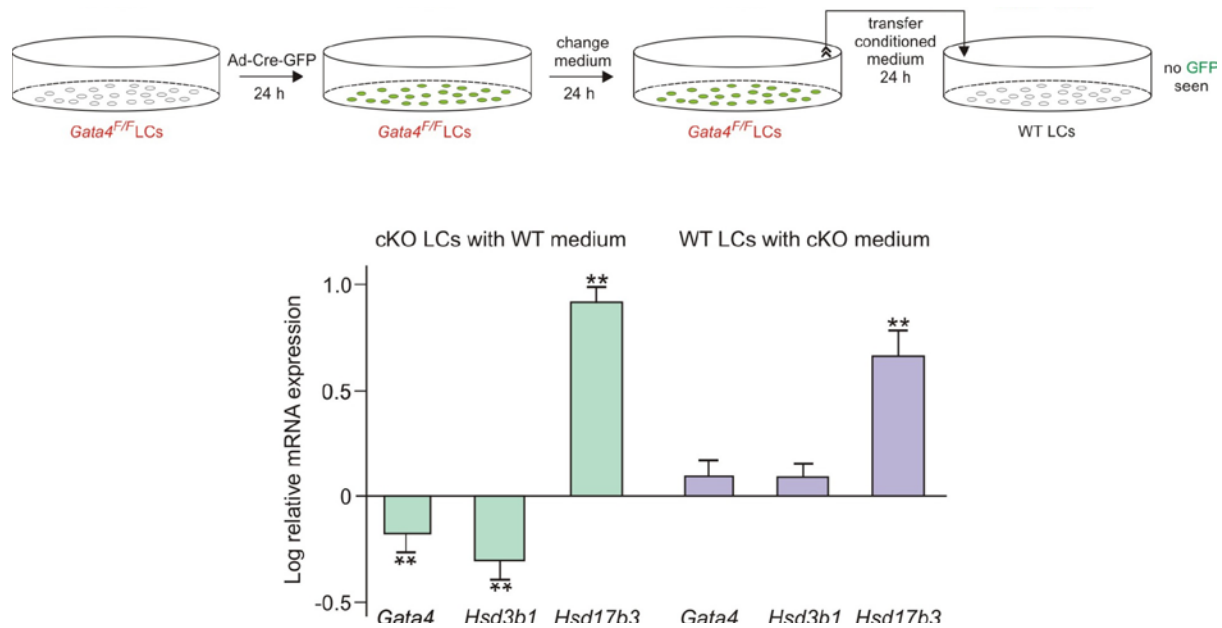 Ad-Cre-GFP
24 h
change
medium
24 h
transfer
conditioned
medium
24 h
no GFP
seen
Gata4F/F LCs
Gata4F/F LCs
Gata4F/F LCs
WT LCs
cKO LCs with WT medium
WT LCs with cKO medium
Log relative mRNA expression
1.0
0.5
0
-0.5
**
**
**
**
Gata4 Hsd3b1 Hsd17b3 Gata4 Hsd3b1 Hsd17b3